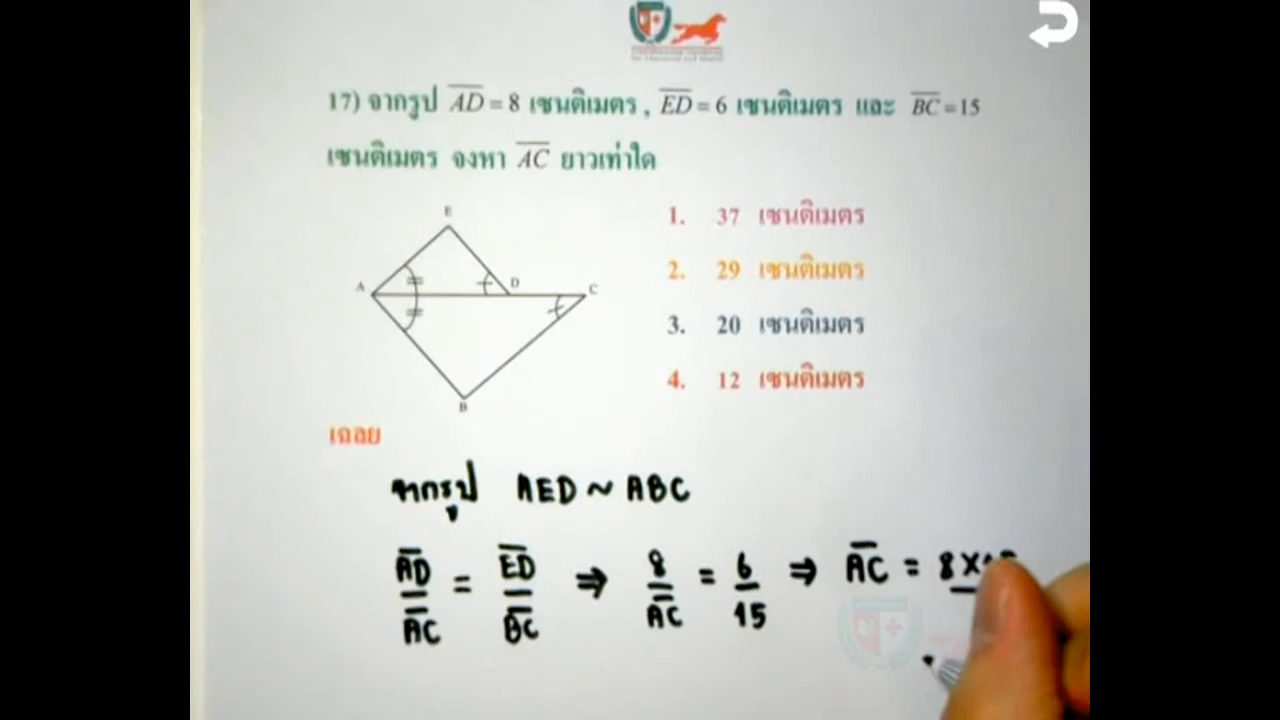 17) จากรูป AD = 8 เซนติเมตร , ED = 6 เซนติเมตร และ BC = 15
เซนติเมตร จงหา AC ยาวเท่าใด
E
A
D
C
B
1. 37 เซนติเมตร
2. 29 เซนติเมตร
3. 20 เซนติเมตร
4. 12 เซนติเมตร
เฉลย
จากรูป AED ~ ABC
AD/AC = ED/BC ⇒ 8/AC = 6/15 ⇒ AC = 8×